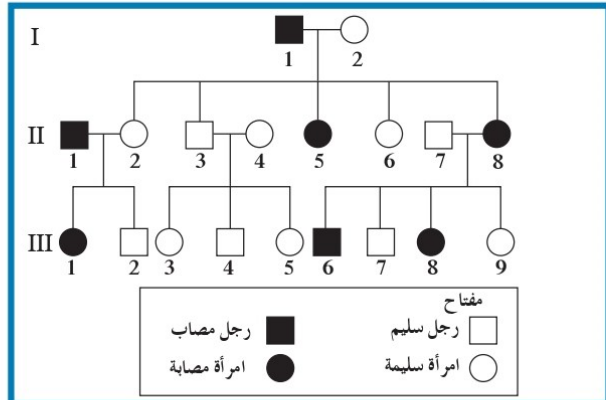 I
1 2
II
1 2 3 4 5 6 7 8
III
1 2 3 4 5 6 7 8 9
مفتاح
رجل سليم رجل مصاب
امرأة سليمة امرأة مصابة